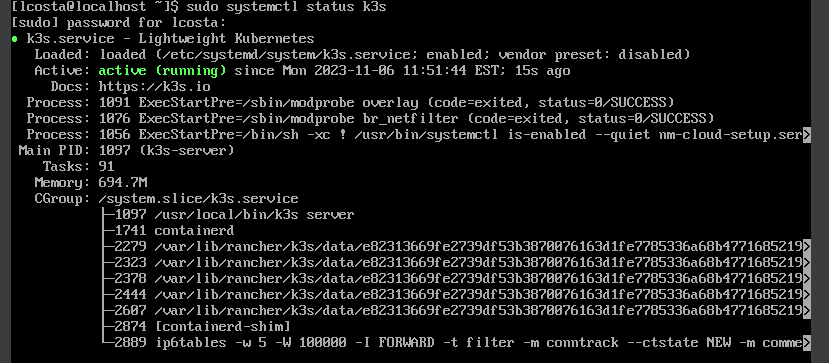 [lcosta@localhost ~]$ sudo systemctl status k3s
[sudo] password for lcosta:
● k3s.service - Lightweight Kubernetes
   Loaded: loaded (/etc/systemd/system/k3s.service; enabled; vendor preset: disabled)
   Active: active (running) since Mon 2023-11-06 11:51:44 EST; 15s ago
     Docs: https://k3s.io
  Process: 1091 ExecStartPre=/sbin/modprobe overlay (code=exited, status=0/SUCCESS)
  Process: 1076 ExecStartPre=/sbin/modprobe br_netfilter (code=exited, status=0/SUCCESS)
  Process: 1056 ExecStartPre=/bin/sh -xc ! /usr/bin/systemctl is-enabled --quiet nm-cloud-setup.ser>
 Main PID: 1097 (k3s-server)
    Tasks: 91
   Memory: 694.7M
   CGroup: /system.slice/k3s.service
           ├─1097 /usr/local/bin/k3s server
           ├─1741 containerd
           ├─2279 /var/lib/rancher/k3s/data/e82313669fe2739df53b3870076163d1fe7785336a68b4771685219>
           ├─2323 /var/lib/rancher/k3s/data/e82313669fe2739df53b3870076163d1fe7785336a68b4771685219>
           ├─2378 /var/lib/rancher/k3s/data/e82313669fe2739df53b3870076163d1fe7785336a68b4771685219>
           ├─2444 /var/lib/rancher/k3s/data/e82313669fe2739df53b3870076163d1fe7785336a68b4771685219>
           ├─2607 /var/lib/rancher/k3s/data/e82313669fe2739df53b3870076163d1fe7785336a68b4771685219>
           ├─2874 [containerd-shim]
           └─2889 ip6tables -w 5 -W 100000 -I FORWARD -t filter -m conntrack --ctstate NEW -m comme>